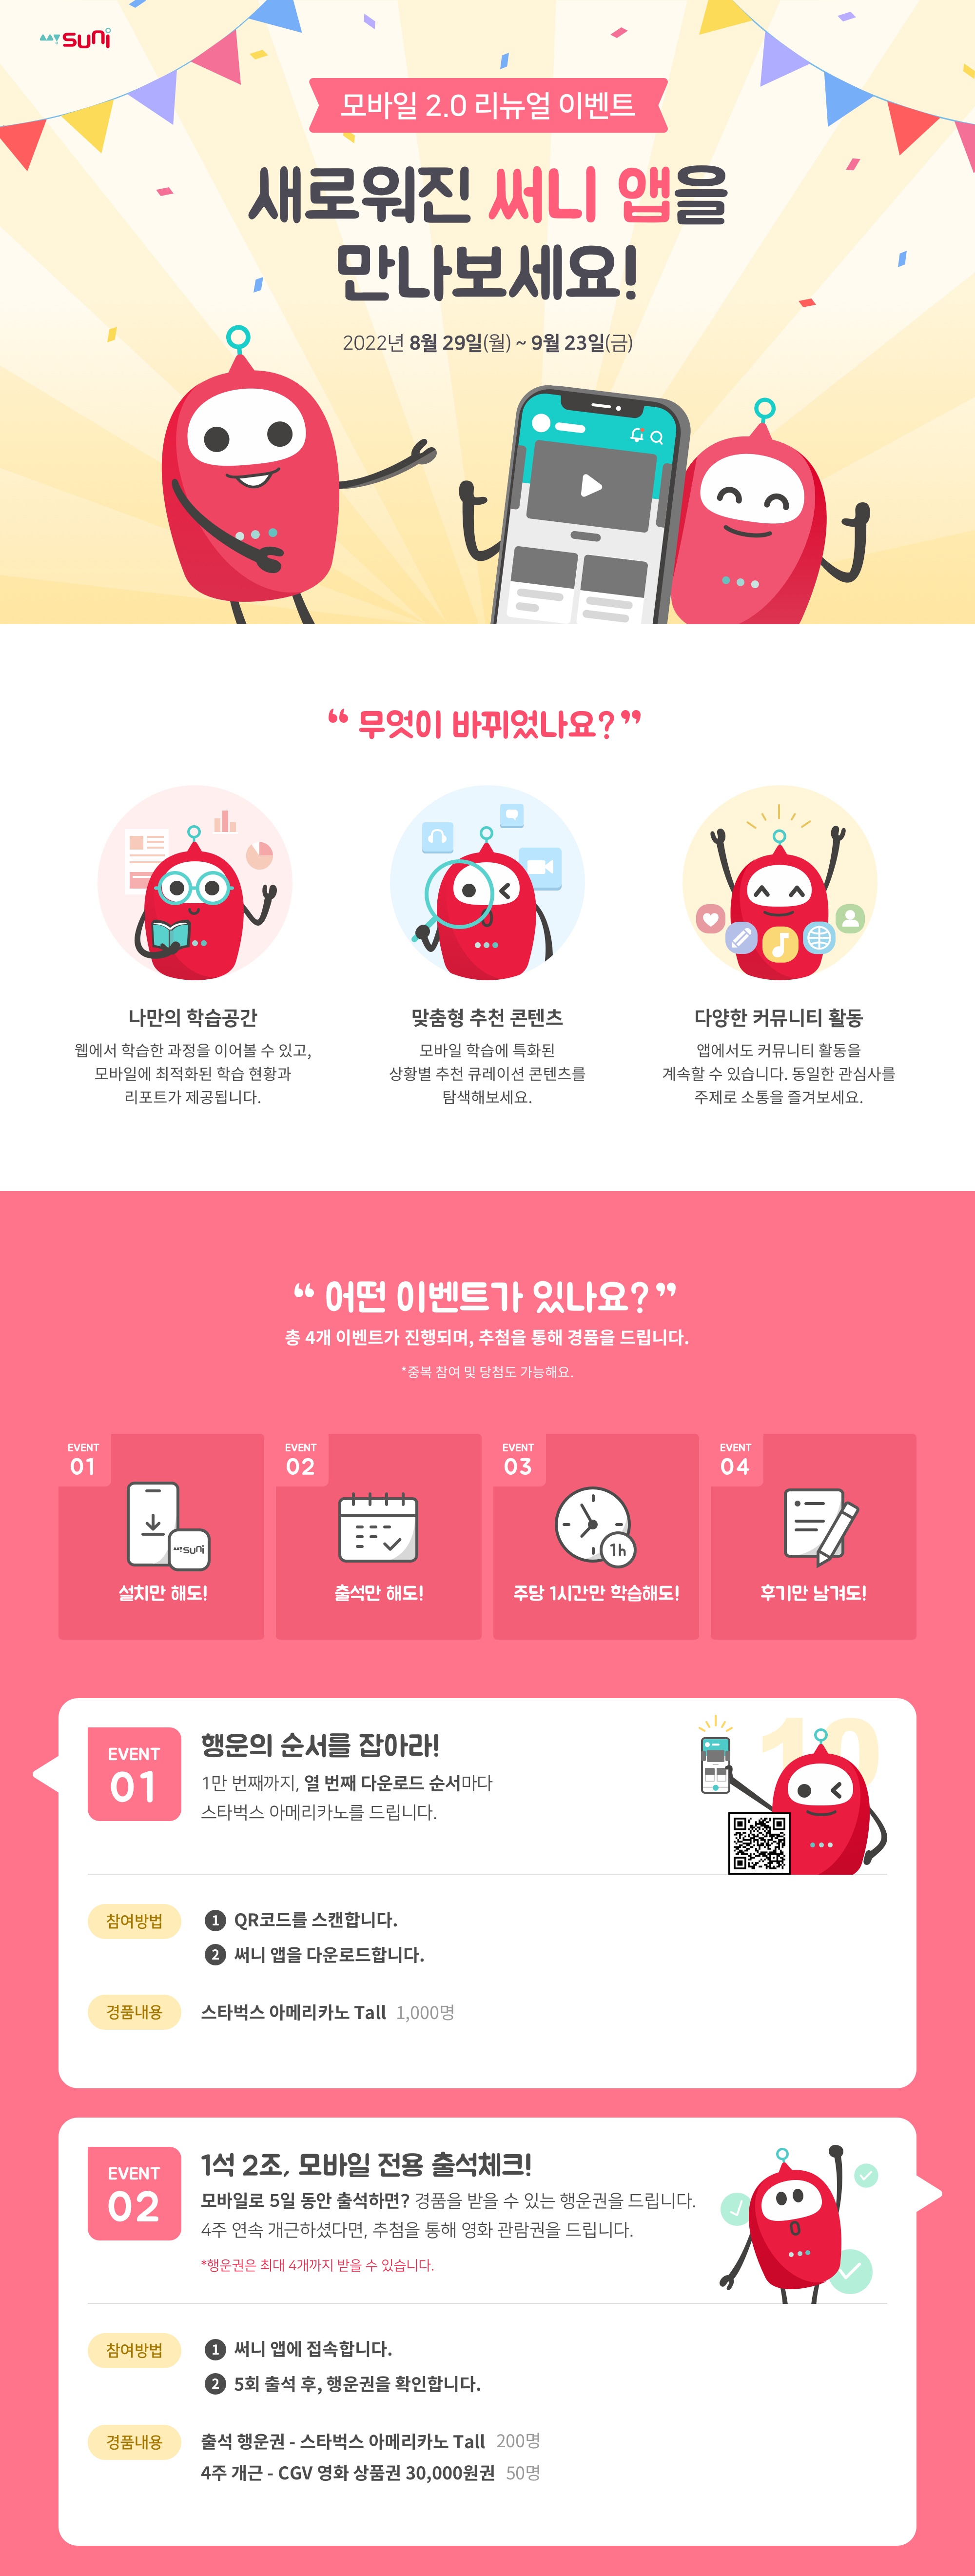 mySUNI
모바일 2.0 리뉴얼 이벤트
새로워진 써니 앱을
만나보세요!
2022년 8월 29일(월) ~ 9월 23일(금)
“ 무엇이 바뀌었나요? ”
나만의 학습공간
웹에서 학습한 과정을 이어볼 수 있고,
모바일에 최적화된 학습 현황과
리포트가 제공됩니다.
맞춤형 추천 콘텐츠
모바일 학습에 특화된
상황별 추천 큐레이션 콘텐츠를
탐색해보세요.
다양한 커뮤니티 활동
앱에서도 커뮤니티 활동을
계속할 수 있습니다. 동일한 관심사를
주제로 소통을 즐겨보세요.
“ 어떤 이벤트가 있나요? ”
총 4개 이벤트가 진행되며, 추첨을 통해 경품을 드립니다.
*중복 참여 및 당첨도 가능해요.
EVENT
01
mySUNI
설치만 해도!
EVENT
02
출석만 해도!
EVENT
03
1h
주당 1시간만 학습해도!
EVENT
04
후기만 남겨도!
EVENT
01
행운의 순서를 잡아라!
1만 번째까지, 열 번째 다운로드 순서마다
스타벅스 아메리카노를 드립니다.
10
참여방법
1 QR코드를 스캔합니다.
2 써니 앱을 다운로드합니다.
경품내용
스타벅스 아메리카노 Tall 1,000명
EVENT
02
1석 2조, 모바일 전용 출석체크!
모바일로 5일 동안 출석하면? 경품을 받을 수 있는 행운권을 드립니다.
4주 연속 개근하셨다면, 추첨을 통해 영화 관람권을 드립니다.
*행운권은 최대 4개까지 받을 수 있습니다.
참여방법
1 써니 앱에 접속합니다.
2 5회 출석 후, 행운권을 확인합니다.
경품내용
출석 행운권 - 스타벅스 아메리카노 Tall 200명
4주 개근 - CGV 영화 상품권 30,000원권 50명